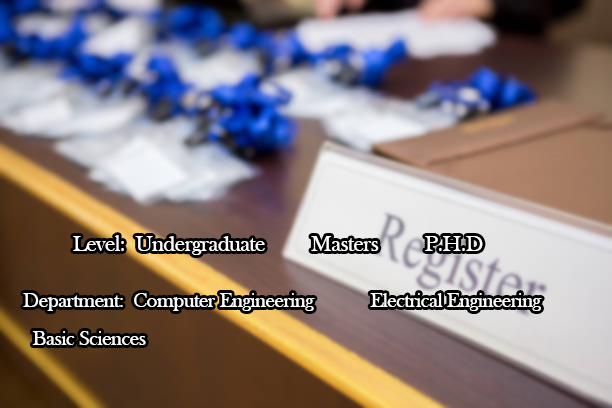 Register
Level: Undergraduate Masters P.H.D
Department: Computer Engineering Electrical Engineering
Basic Sciences